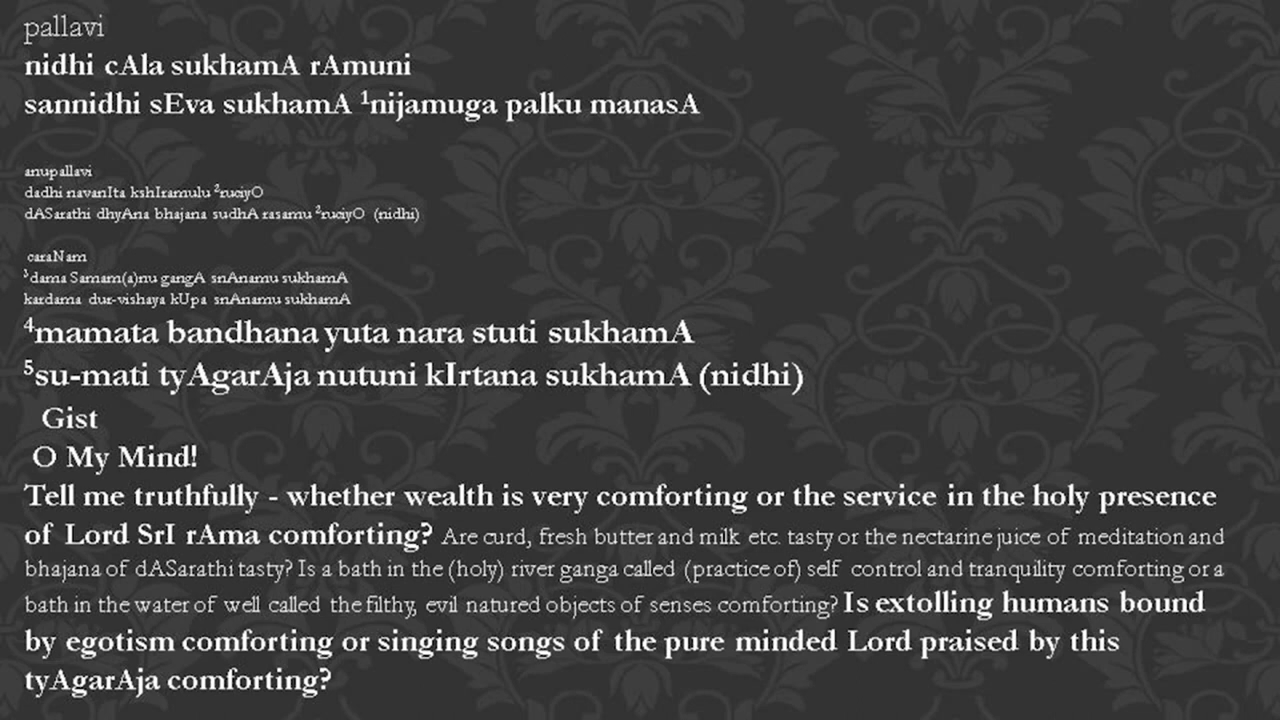 pallavi
nidhi cAla sukhamA rAmuni
sannidhi sEva sukhamA ¹nijamuga palku manasA
anupallavi
dadhi navanIta kshIramulu ²ruciyO
dASarathi dhyAna bhajana sudhA rasamu ²ruciyO (nidhi)
caraNam
³dama Samam(a)nu gangA snAnamu sukhamA
kardama dur-vishaya kUpa snAnamu sukhamA
⁴mamata bandhana yuta nara stuti sukhamA
⁵su-mati tyAgarAja nutuni kIrtana sukhamA (nidhi)
Gist
O My Mind!
Tell me truthfully - whether wealth is very comforting or the service in the holy presence
of Lord SrI rAma comforting? Are curd, fresh butter and milk etc. tasty or the nectarine juice of meditation and
bhajana of dASarathi tasty? Is a bath in the (holy) river ganga called (practice of) self control and tranquility comforting or a
bath in the water of well called the filthy, evil natured objects of senses comforting? Is extolling humans bound
by egotism comforting or singing songs of the pure minded Lord praised by this
tyAgarAja comforting?